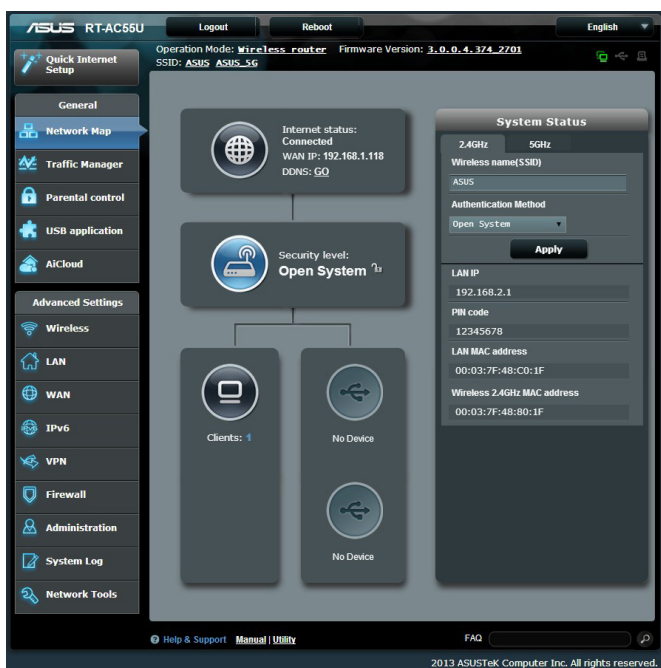 ASUS RT-AC55U Logout Reboot English
Operation Mode: Wireless router Firmware Version: 3.0.0.4.374_2701
SSID: ASUS ASUS_5G
Quick Internet
Setup
General
Network Map
Traffic Manager
Parental control
USB application
AiCloud
Advanced Settings
Wireless
LAN
WAN
IPv6
VPN
Firewall
Administration
System Log
Network Tools
Internet status:
Connected
WAN IP: 192.168.1.118
DDNS: GO
Security level:
Open System
Clients: 1
No Device
No Device
System Status
2.4GHz 5GHz
Wireless name(SSID)
ASUS
Authentication Method
Open System
Apply
LAN IP
192.168.2.1
PIN code
12345678
LAN MAC address
00:03:7F:48:C0:1F
Wireless 2.4GHz MAC address
00:03:7F:48:80:1F
Help & Support Manual | Utility FAQ
2013 ASUSTeK Computer Inc. All rights reserved.